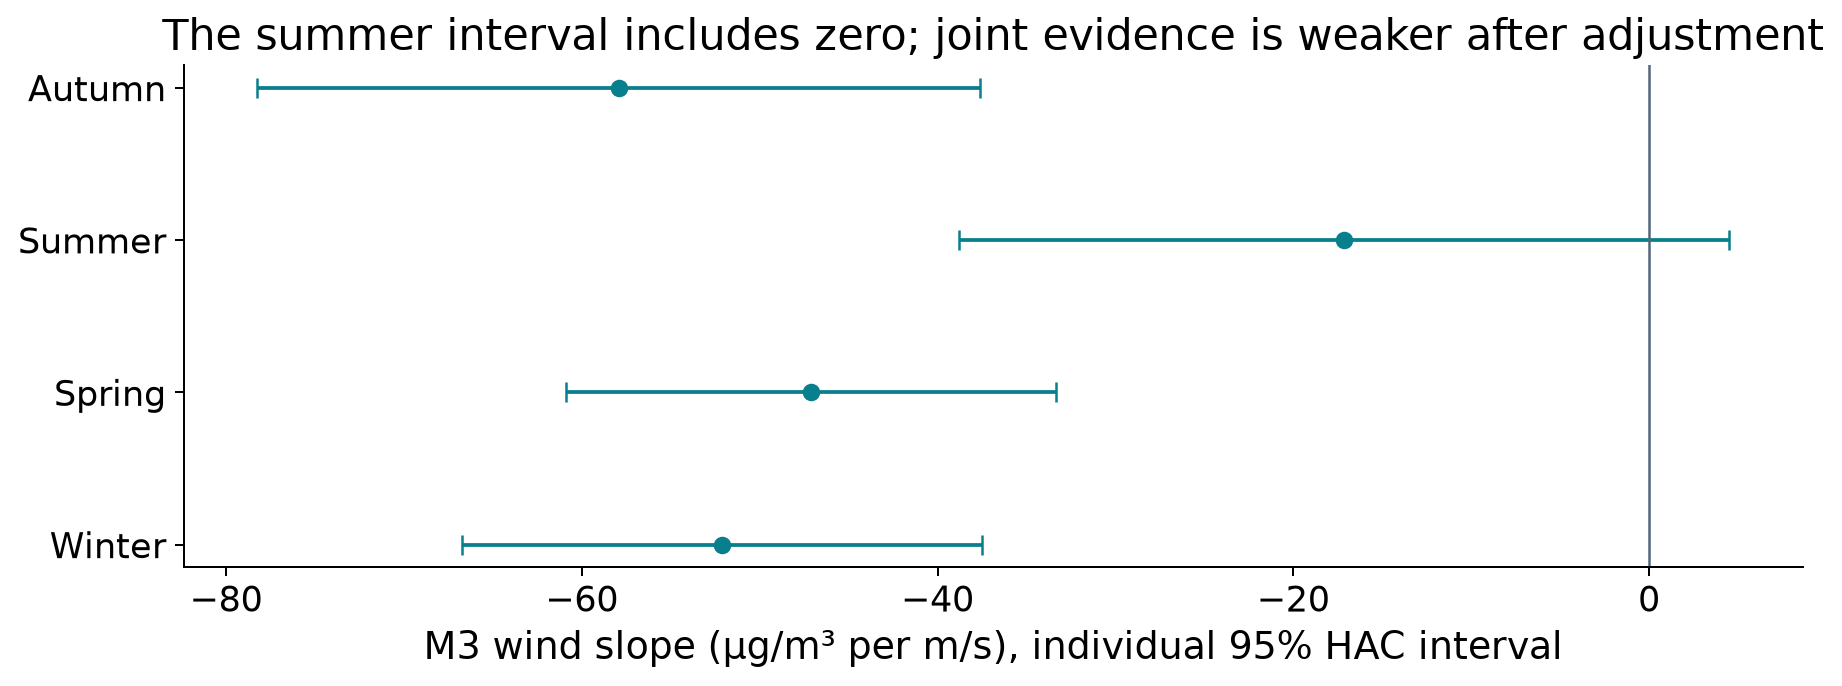 The summer interval includes zero; joint evidence is weaker after adjustment
Autumn
Summer
Spring
Winter
−80 −60 −40 −20 0
M3 wind slope (µg/m³ per m/s), individual 95% HAC interval